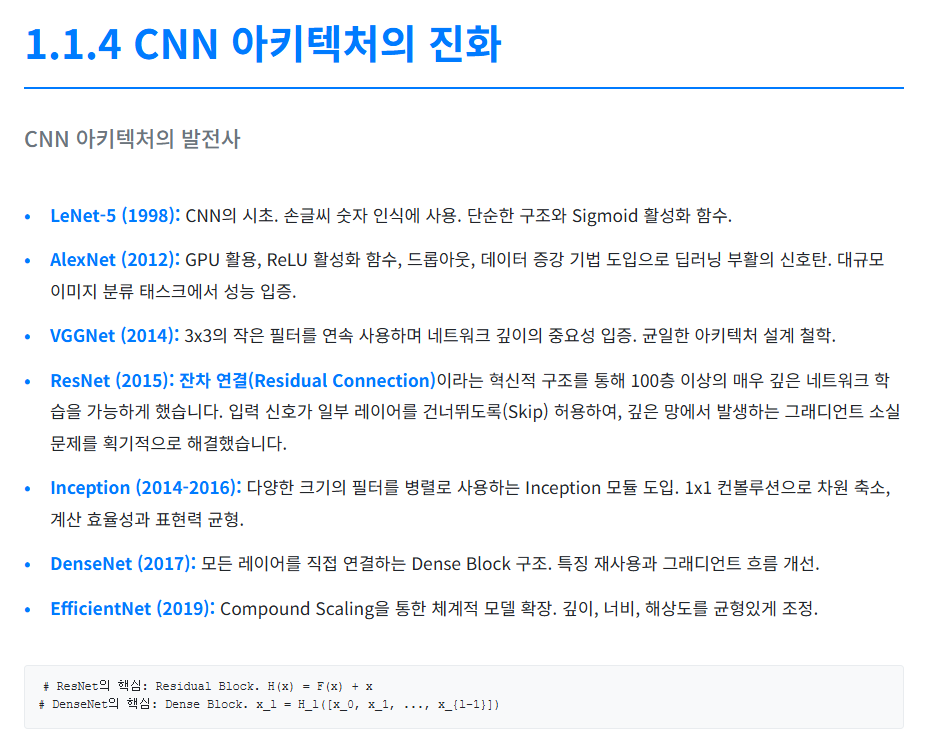 1.1.4 CNN 아키텍처의 진화
CNN 아키텍처의 발전사
• LeNet-5 (1998): CNN의 시초. 손글씨 숫자 인식에 사용. 단순한 구조와 Sigmoid 활성화 함수.
• AlexNet (2012): GPU 활용, ReLU 활성화 함수, 드롭아웃, 데이터 증강 기법 도입으로 딥러닝 부활의 신호탄. 대규모
이미지 분류 태스크에서 성능 입증.
• VGGNet (2014): 3x3의 작은 필터를 연속 사용하며 네트워크 깊이의 중요성 입증. 균일한 아키텍처 설계 철학.
• ResNet (2015): 잔차 연결(Residual Connection)이라는 혁신적 구조를 통해 100층 이상의 매우 깊은 네트워크 학
습을 가능하게 했습니다. 입력 신호가 일부 레이어를 건너뛰도록(Skip) 허용하여, 깊은 망에서 발생하는 그래디언트 소실
문제를 획기적으로 해결했습니다.
• Inception (2014-2016): 다양한 크기의 필터를 병렬로 사용하는 Inception 모듈 도입. 1x1 컨볼루션으로 차원 축소,
계산 효율성과 표현력 균형.
• DenseNet (2017): 모든 레이어를 직접 연결하는 Dense Block 구조. 특징 재사용과 그래디언트 흐름 개선.
• EfficientNet (2019): Compound Scaling을 통한 체계적 모델 확장. 깊이, 너비, 해상도를 균형있게 조정.
# ResNet의 핵심: Residual Block. H(x) = F(x) + x
# DenseNet의 핵심: Dense Block. x_l = H_l([x_0, x_1, ..., x_{l-1}])